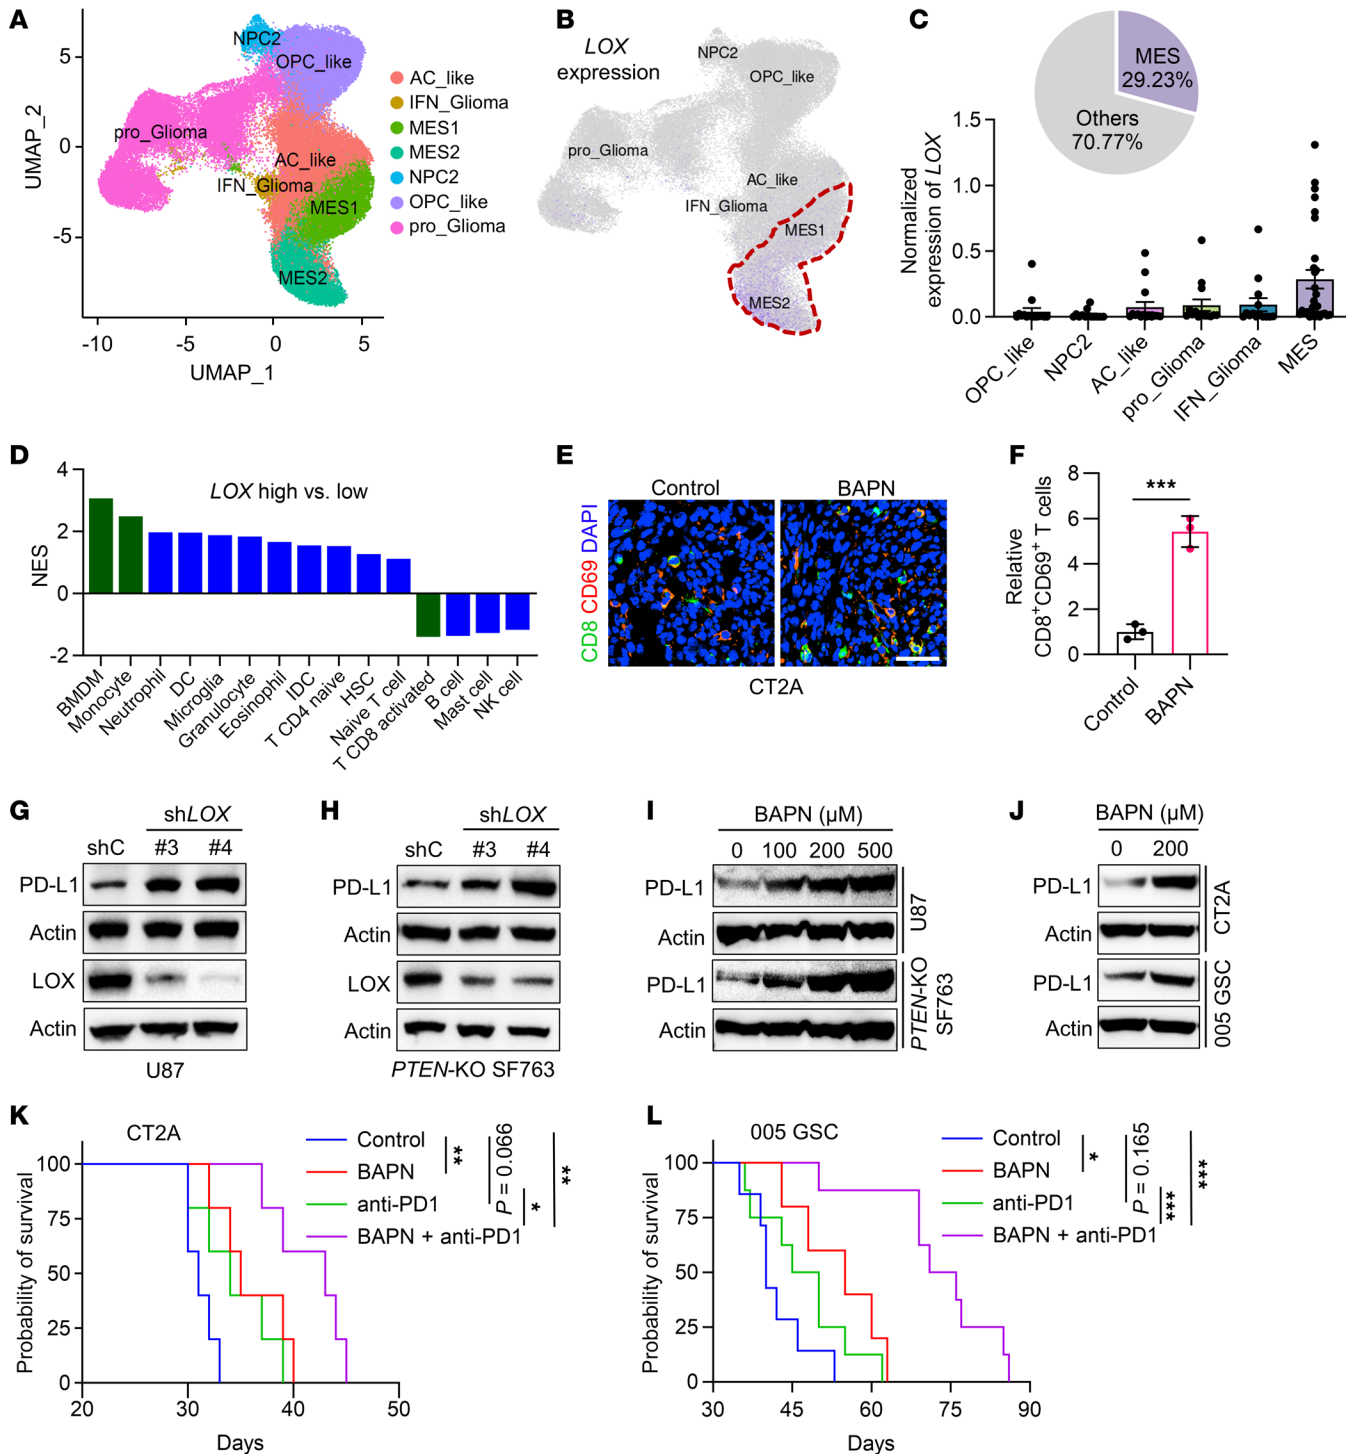 A
5
0
-5
UMAP_2
-10
-5
0
5
UMAP_1
NPC2
OPC_like
pro_Glioma
AC_like
IFN_Glioma
MES1
MES2
AC_like
IFN_Glioma
MES1
MES2
NPC2
OPC_like
pro_Glioma
B
LOX
expression
NPC2
OPC_like
pro_Glioma
AC_like
IFN_Glioma
MES1
MES2
C
MES
29.23%
Others
70.77%
Normalized
expression of LOX
1.5
1.0
0.5
0.0
OPC_like
NPC2
AC_like
pro_Glioma
IFN_Glioma
MES
D
LOX high vs. low
NES
4
2
0
-2
BMDM
Monocyte
Neutrophil
DC
Microglia
Granulocyte
Eosinophil
IDC
T CD4 naive
HSC
Naive T cell
T CD8 activated
B cell
Mast cell
NK cell
E
Control
BAPN
CD8 CD69 DAPI
CT2A
F
Relative
CD8+CD69+ T cells
8
6
4
2
0
***
Control
BAPN
G
shLOX
shC #3 #4
PD-L1
Actin
LOX
Actin
U87
H
shLOX
shC #3 #4
PD-L1
Actin
LOX
Actin
PTEN-KO SF763
I
BAPN (µM)
0 100 200 500
PD-L1
Actin
U87
PD-L1
Actin
PTEN-KO
SF763
J
BAPN (µM)
0 200
PD-L1
Actin
CT2A
PD-L1
Actin
005 GSC
K
CT2A
Control
BAPN
anti-PD1
BAPN + anti-PD1
**
P = 0.066
*
**
Probability of survival
100
75
50
25
0
20 30 40 50
Days
L
005 GSC
Control
BAPN
anti-PD1
BAPN + anti-PD1
*
P = 0.165
***
***
Probability of survival
100
75
50
25
0
30 45 60 75 90
Days